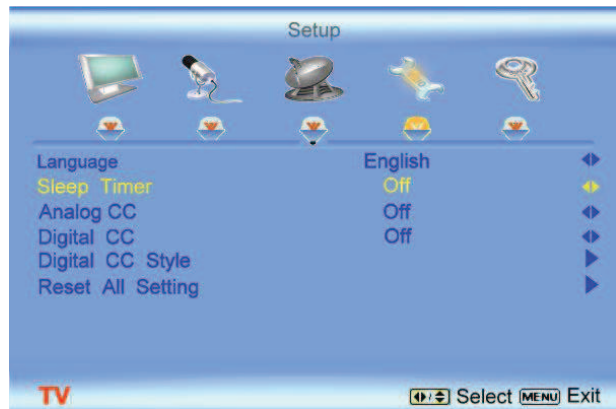 Setup
Language English
Sleep Timer Off
Analog CC Off
Digital CC Off
Digital CC Style
Reset All Setting
TV Select MENU Exit